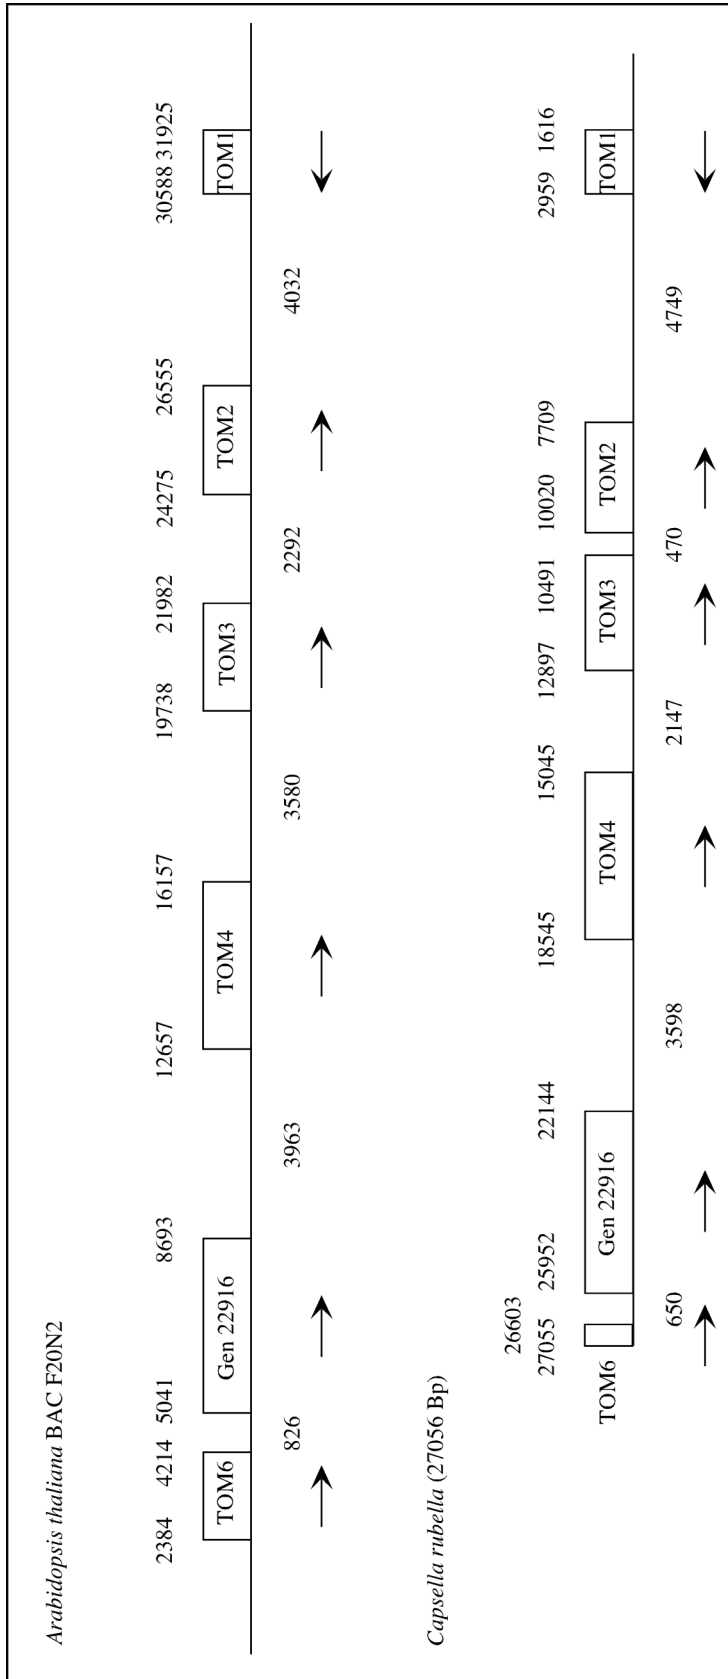 Arabidopsis thaliana BAC F20N2
2384 4214 5041 8693 12657 16157 19738 21982 24275 26555 30588 31925
TOM6 Gen 22916 TOM4 TOM3 TOM2 TOM1
826 3963 3580 2292 4032
Capsella rubella (27056 Bp)
26603
27055 25952 22144 18545 15045 12897 10491 10020 7709 2959 1616
TOM6 Gen 22916 TOM4 TOM3 TOM2 TOM1
650 3598 2147 470 4749